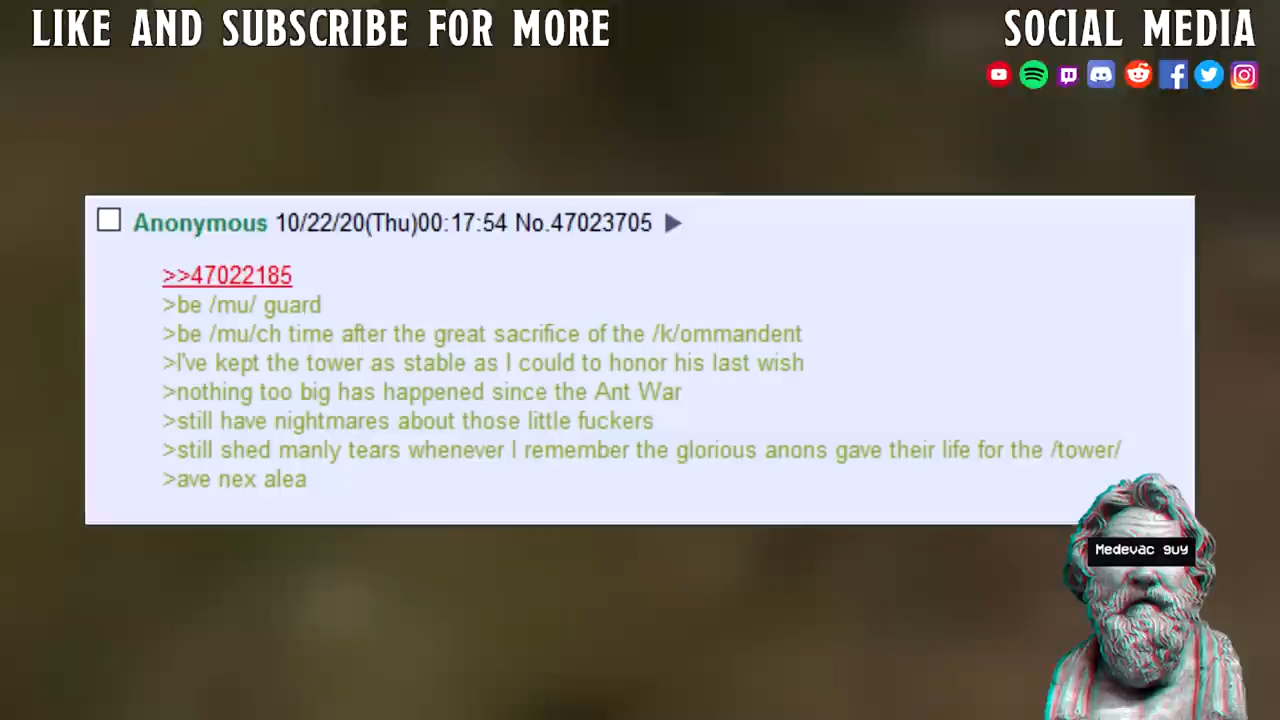 LIKE AND SUBSCRIBE FOR MORE
SOCIAL MEDIA
Anonymous 10/22/20(Thu)00:17:54 No.47023705
>>47022185
>be /mu/ guard
>be /mu/ch time after the great sacrifice of the /k/ommandent
>I've kept the tower as stable as I could to honor his last wish
>nothing too big has happened since the Ant War
>still have nightmares about those little fuckers
>still shed manly tears whenever I remember the glorious anons gave their life for the /tower/
>ave nex alea
Medevac guy